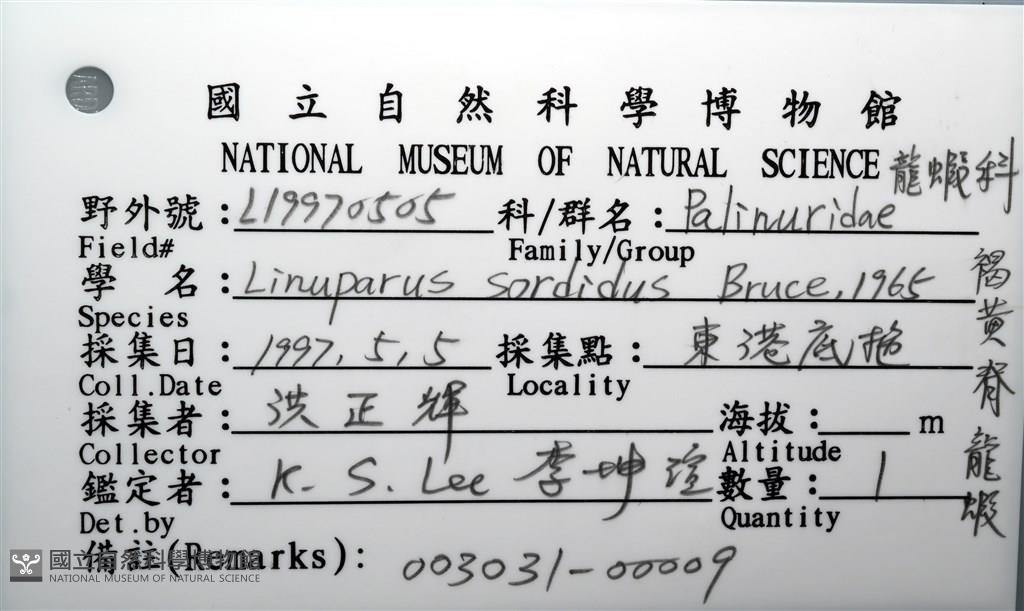 國立自然科學博物館
NATIONAL MUSEUM OF NATURAL SCIENCE 龍蝦科
野外號：L19970505 科/群名：Palinuridae
Field# Family/Group
學 名：Linuparus sordidus Bruce, 1965 褐黃脊龍蝦
Species
採集日：1997, 5, 5 採集點：東港底拖
Coll.Date Locality
採集者：洪正輝 海拔： m
Collector Altitude
鑑定者：K. S. Lee 李坤瑄 數量：1
Det.by Quantity
備註(Remarks)：003031-00009
國立自然科學博物館
NATIONAL MUSEUM OF NATURAL SCIENCE